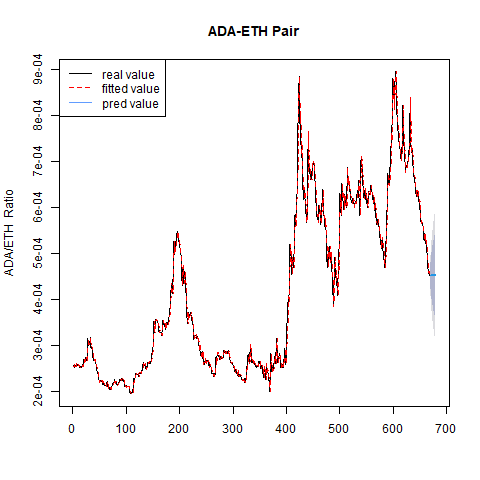 ADA-ETH Pair
real value
fitted value
pred value
ADA/ETH Ratio
9e-04
8e-04
7e-04
6e-04
5e-04
4e-04
3e-04
2e-04
0 100 200 300 400 500 600 700